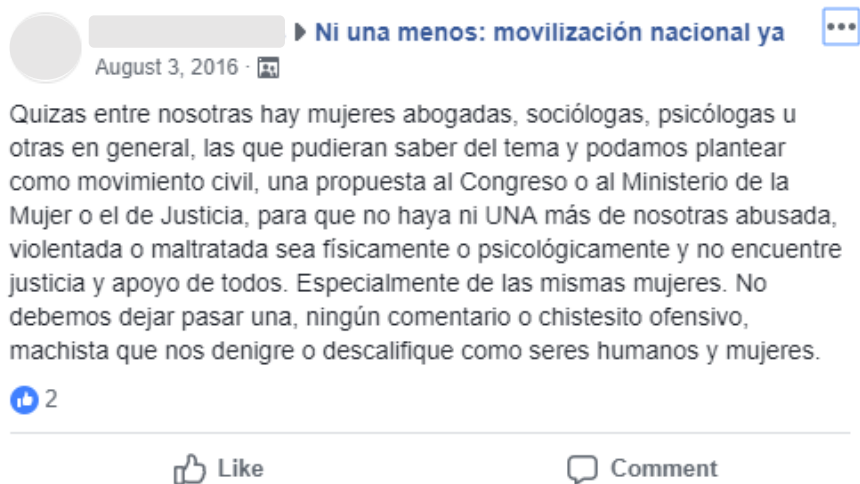 Ni una menos: movilización nacional ya
August 3, 2016 ·
Quizas entre nosotras hay mujeres abogadas, sociólogas, psicólogas u
otras en general, las que pudieran saber del tema y podamos plantear
como movimiento civil, una propuesta al Congreso o al Ministerio de la
Mujer o el de Justicia, para que no haya ni UNA más de nosotras abusada,
violentada o maltratada sea físicamente o psicológicamente y no encuentre
justicia y apoyo de todos. Especialmente de las mismas mujeres. No
debemos dejar pasar una, ningún comentario o chistesito ofensivo,
machista que nos denigre o descalifique como seres humanos y mujeres.
2
Like Comment